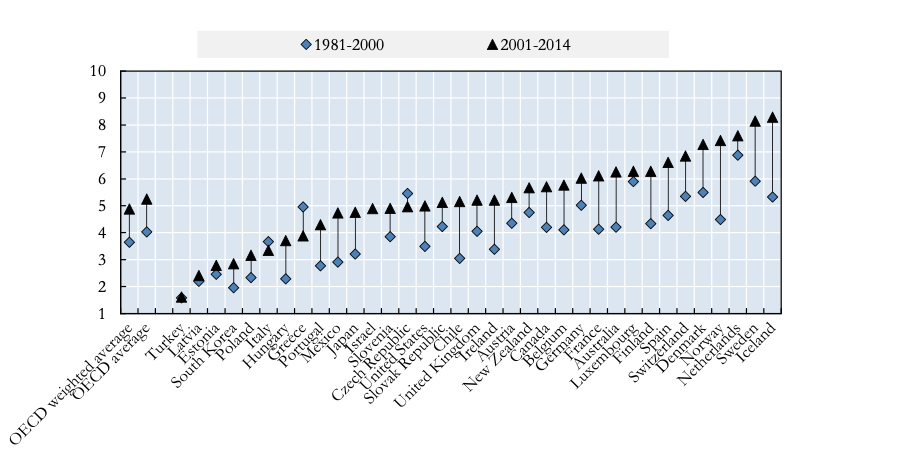 1981-2000 2001-2014
10
9
8
7
6
5
4
3
2
1
OECD weighted average
OECD average
Turkey
Latvia
Estonia
South Korea
Poland
Italy
Hungary
Greece
Portugal
Mexico
Japan
Israel
Slovenia
Czech Republic
United States
Slovak Republic
Chile
United Kingdom
Ireland
Austria
New Zealand
Canada
Belgium
Germany
France
Australia
Luxembourg
Finland
Spain
Switzerland
Denmark
Norway
Netherlands
Sweden
Iceland